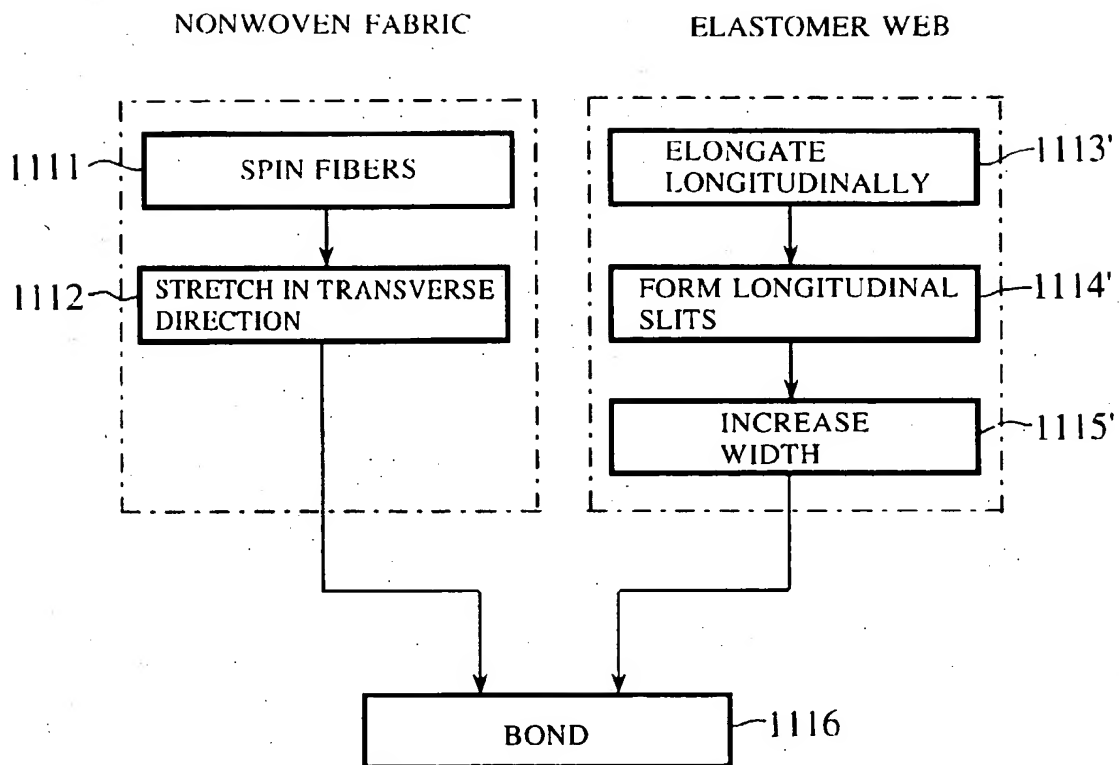 NONWOVEN FABRIC
ELASTOMER WEB
1111
SPIN FIBERS
ELONGATE
LONGITUDINALLY
1113'
1112
STRETCH IN TRANSVERSE
DIRECTION
FORM LONGITUDINAL
SLITS
1114'
INCREASE
WIDTH
1115'
BOND
1116